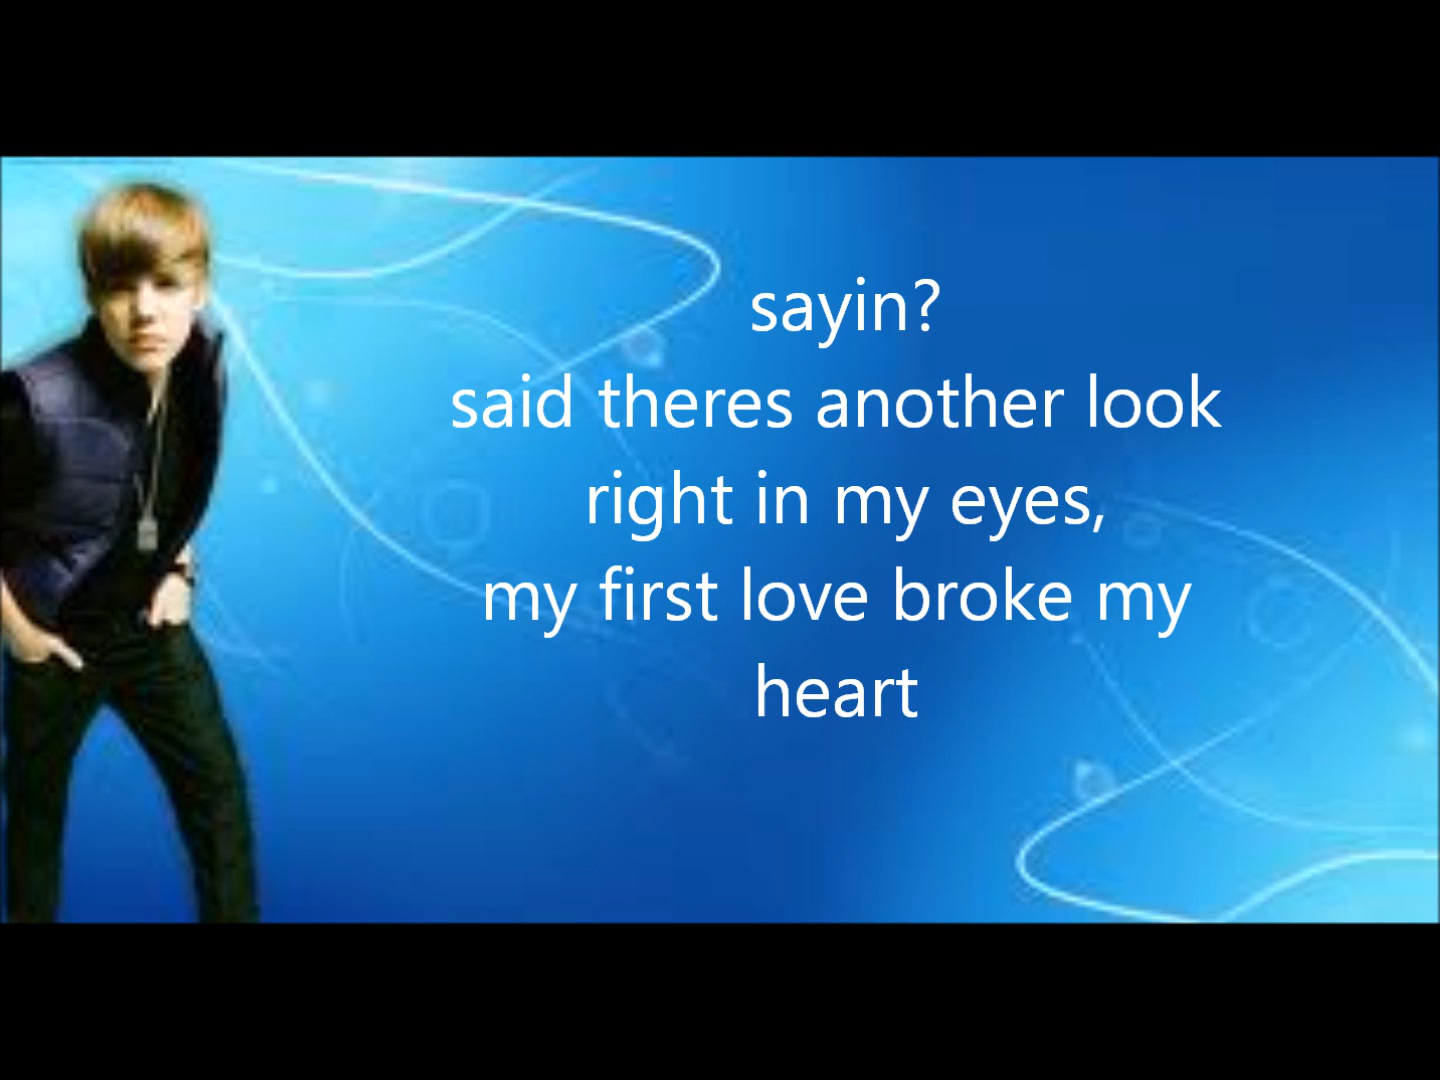 sayin?
said theres another look
right in my eyes,
my first love broke my
heart